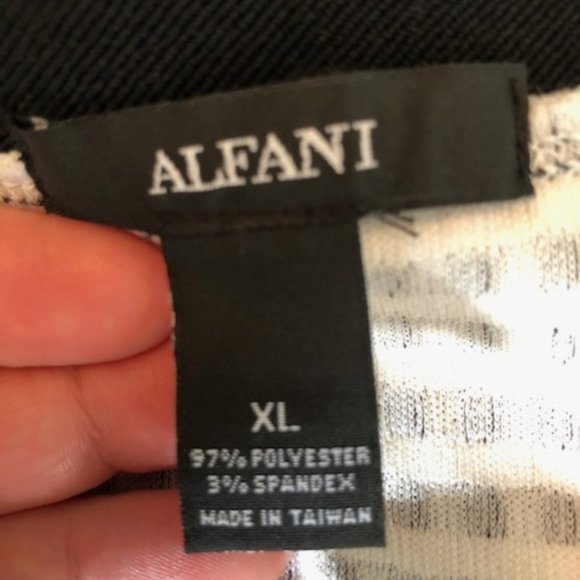 ALFANI
XL
97% POLYESTER
3% SPANDEX
MADE IN TAIWAN